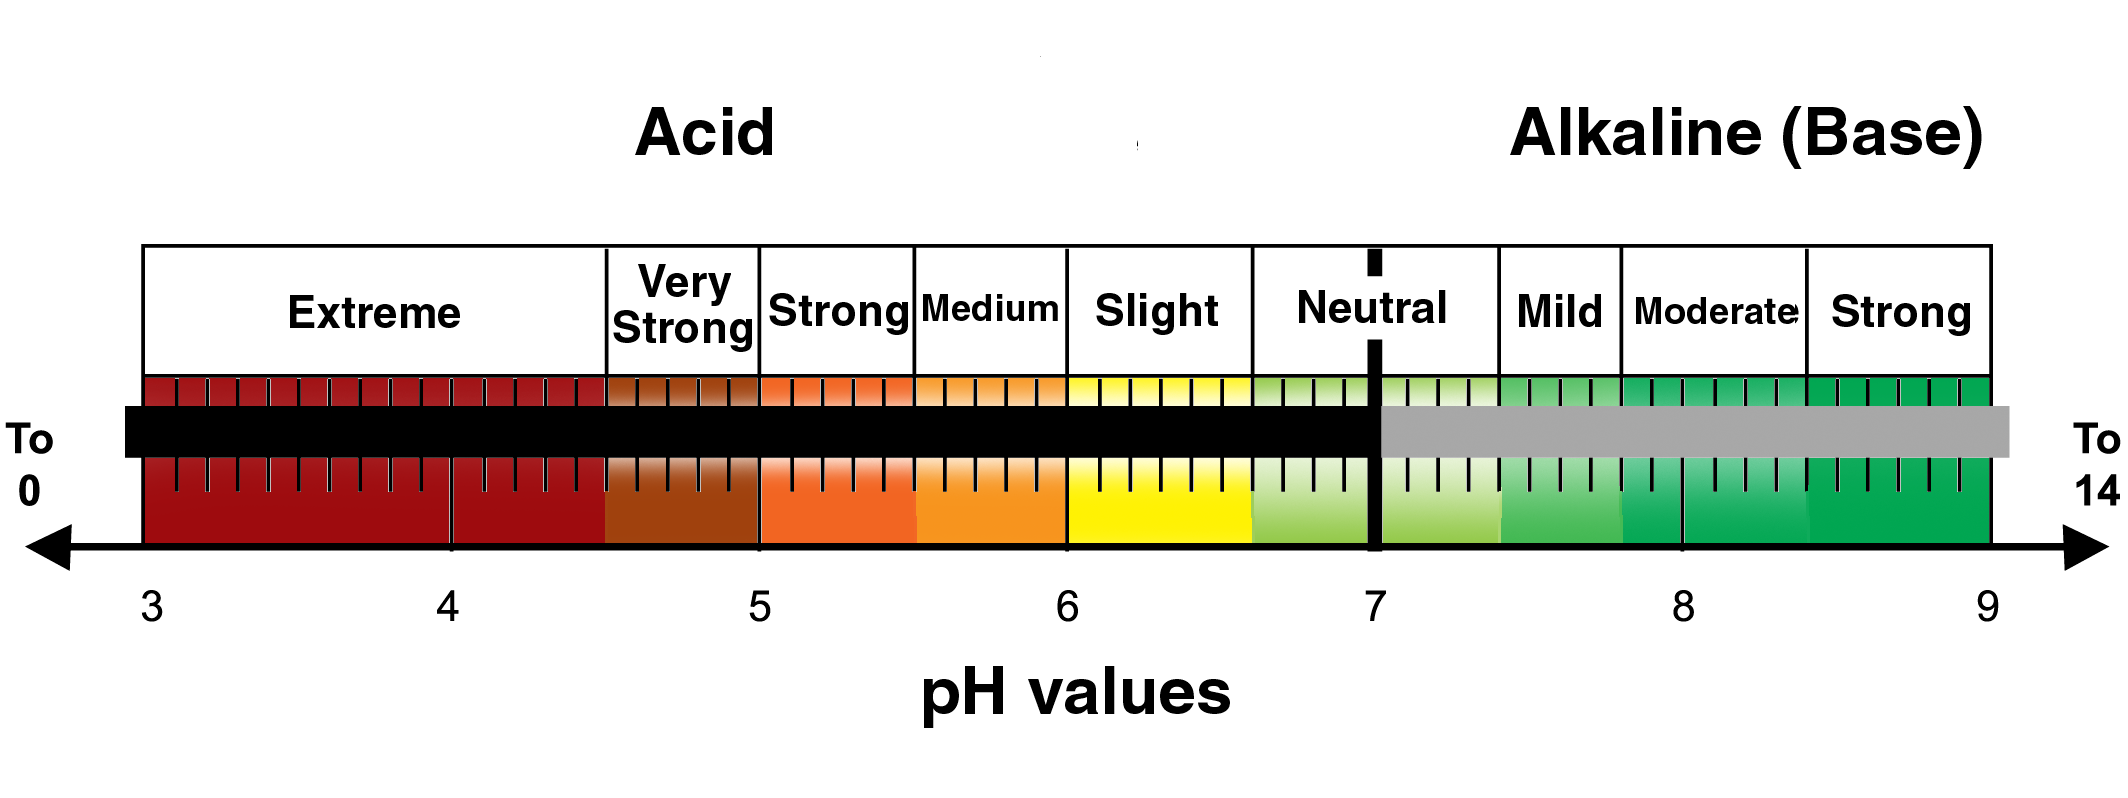 Acid
Alkaline (Base)
Extreme
Very
Strong
Strong
Medium
Slight
Neutral
Mild
Moderate
Strong
To
0
To
14
3 4 5 6 7 8 9
pH values